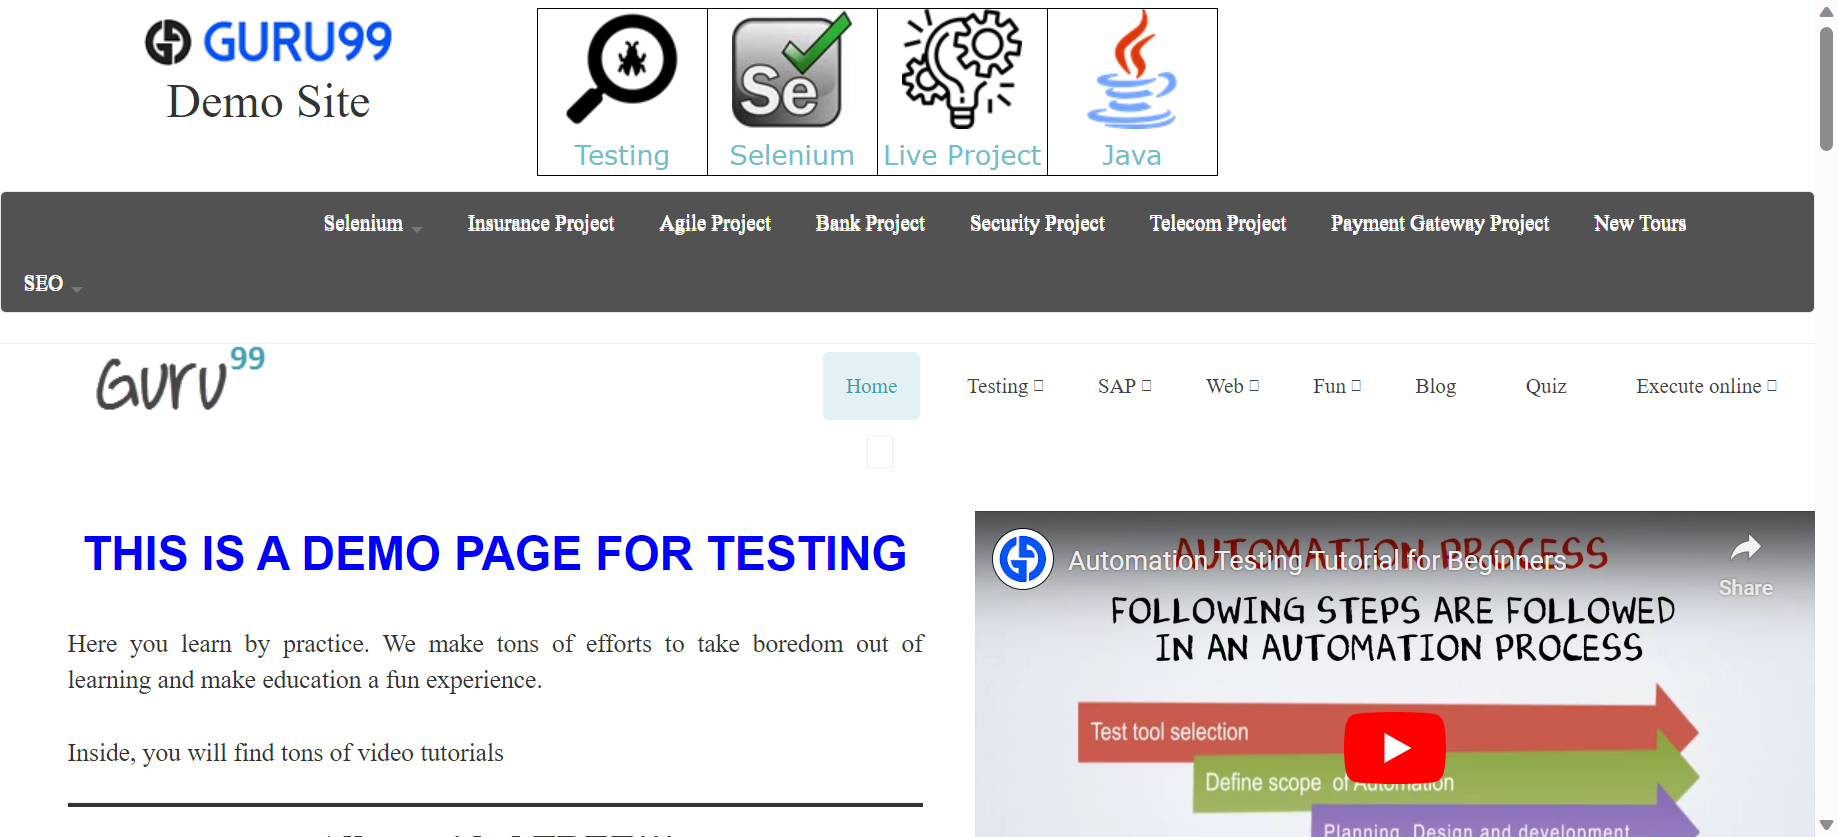 GURU99
Demo Site
Se
Testing
Selenium
Live Project
Java
Selenium
Insurance Project
Agile Project
Bank Project
Security Project
Telecom Project
Payment Gateway Project
New Tours
SEO
Guru99
Home
Testing
SAP
Web
Fun
Blog
Quiz
Execute online
THIS IS A DEMO PAGE FOR TESTING
Here you learn by practice. We make tons of efforts to take boredom out of
learning and make education a fun experience.
Inside, you will find tons of video tutorials
AUTOMATION PROCESS
Automation Testing Tutorial for Beginners
Share
FOLLOWING STEPS ARE FOLLOWED
IN AN AUTOMATION PROCESS
Test tool selection
Define scope of Automation
Planning, Design and development